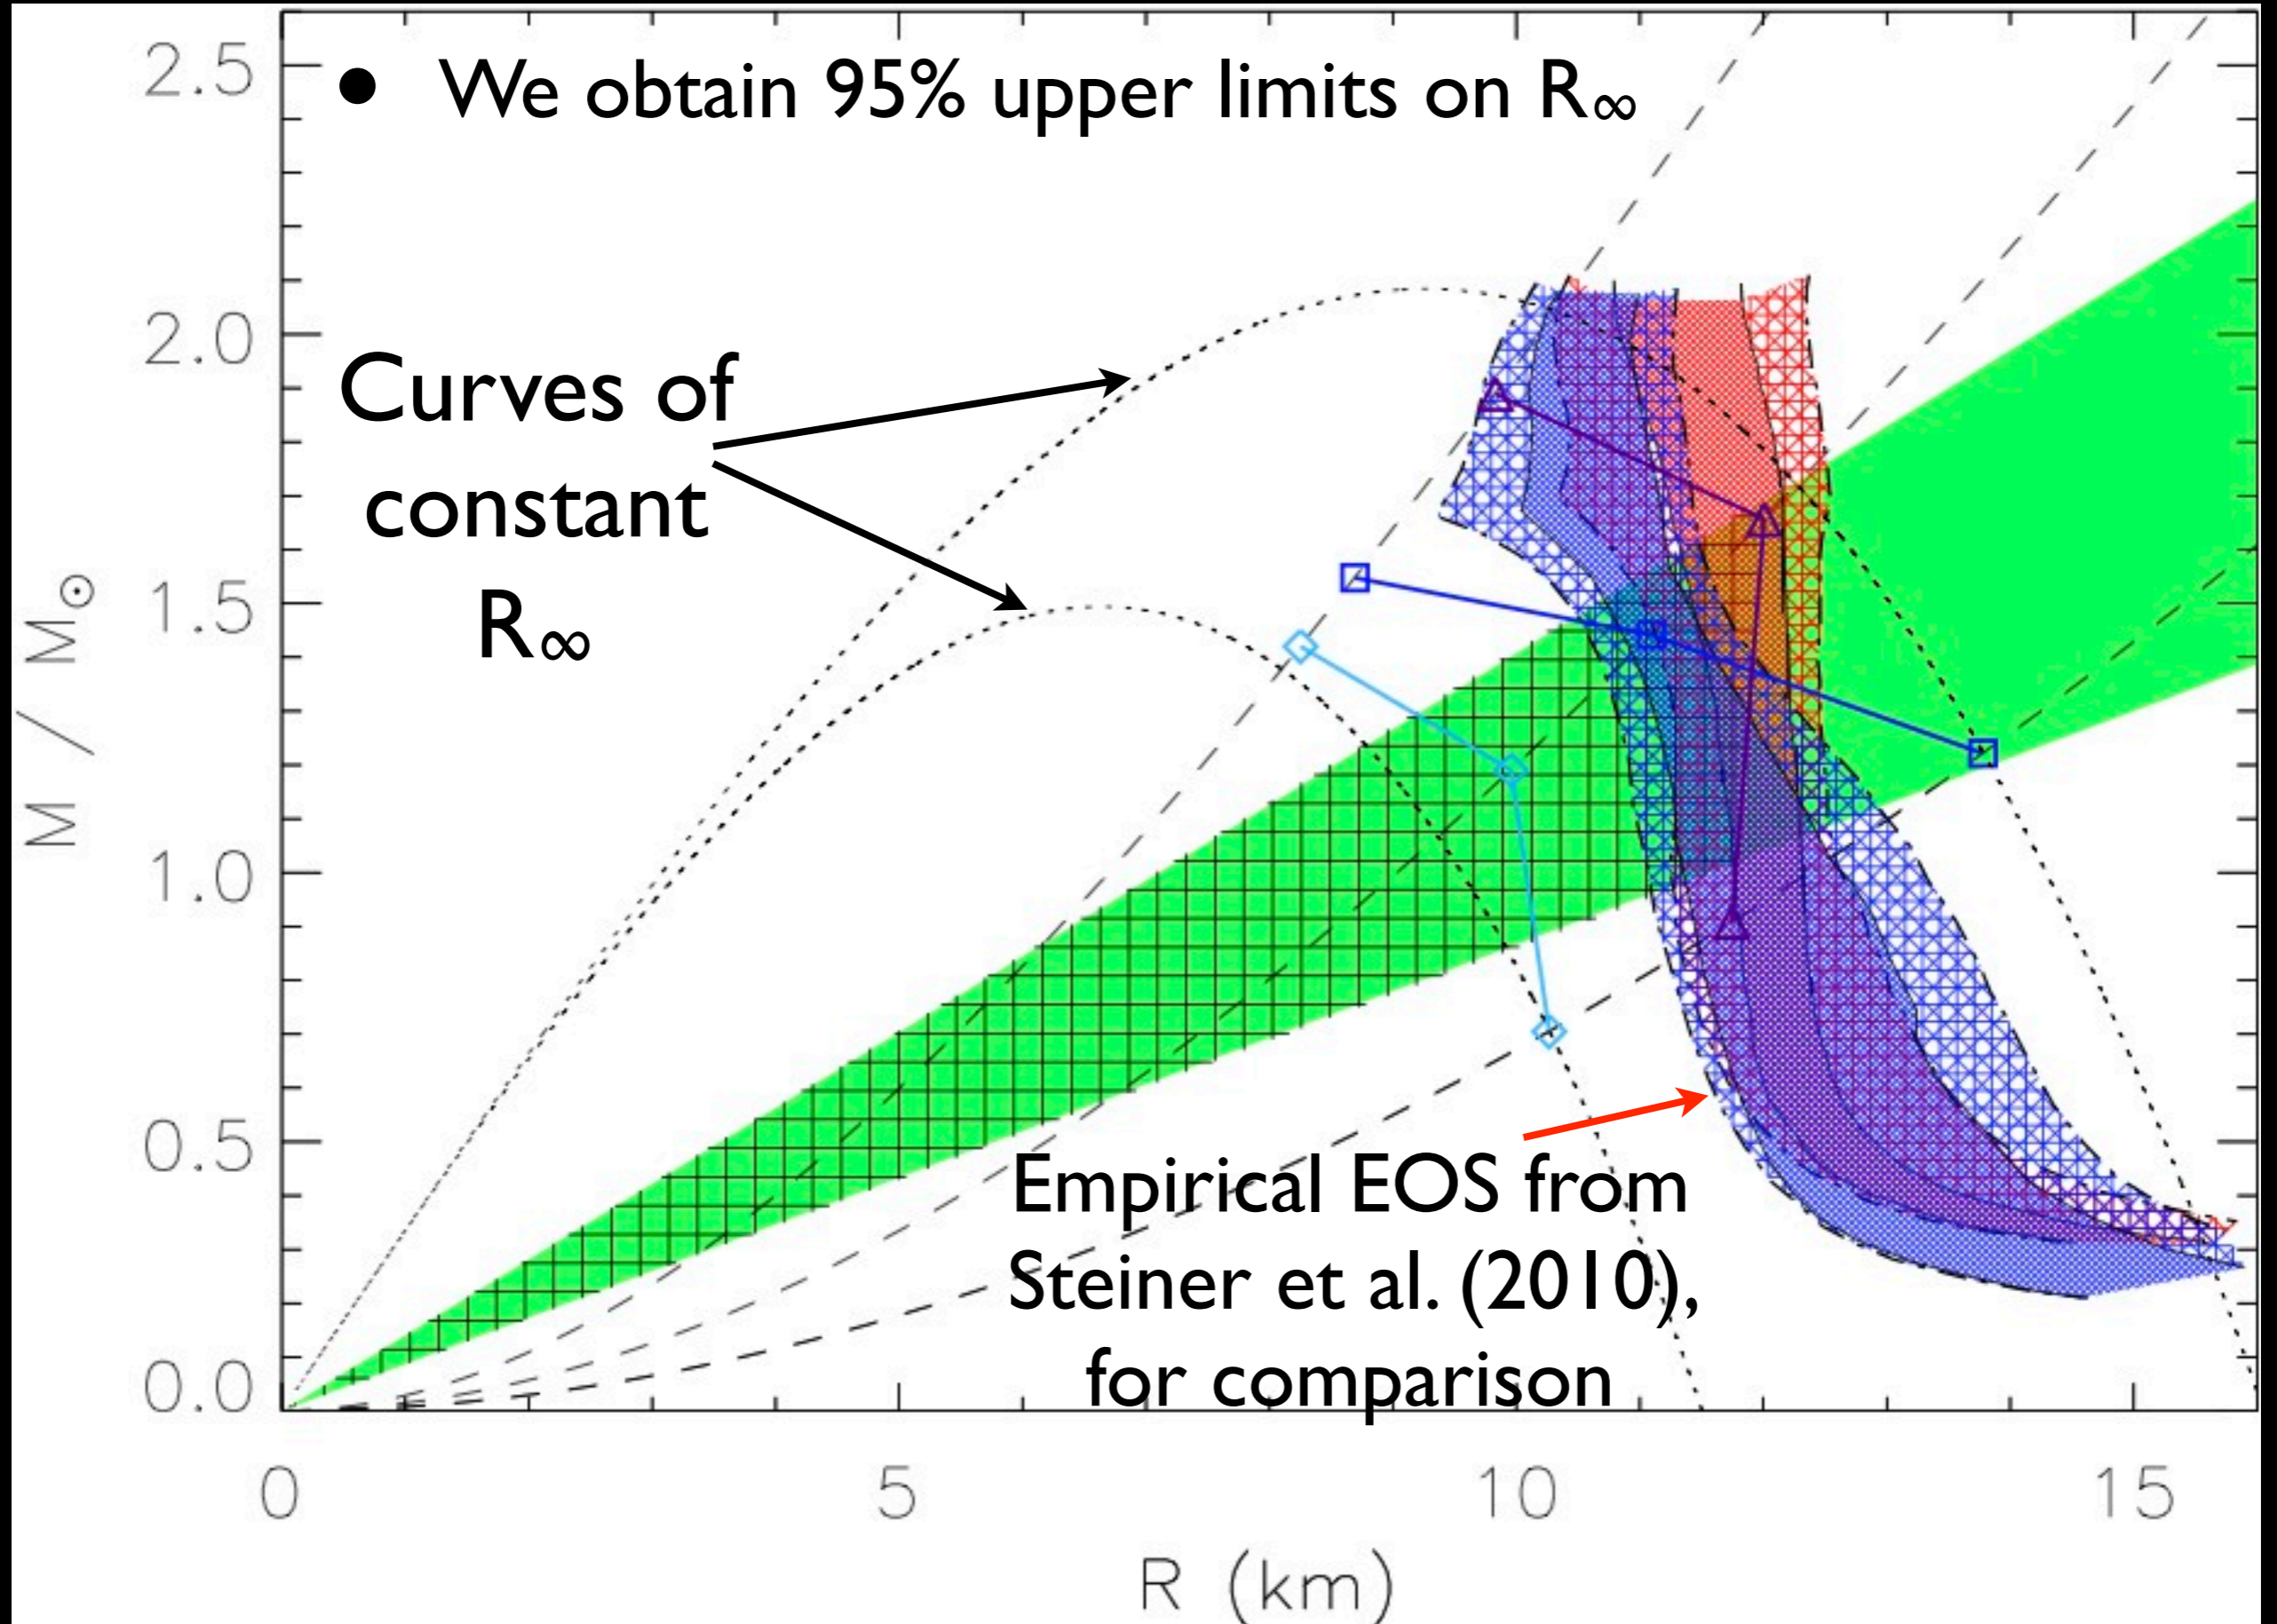 • We obtain 95% upper limits on R∞
2.5
2.0
1.5
1.0
0.5
0.0
M / M⊙
Curves of
constant
R∞
Empirical EOS from
Steiner et al. (2010),
for comparison
0
5
10
15
R (km)